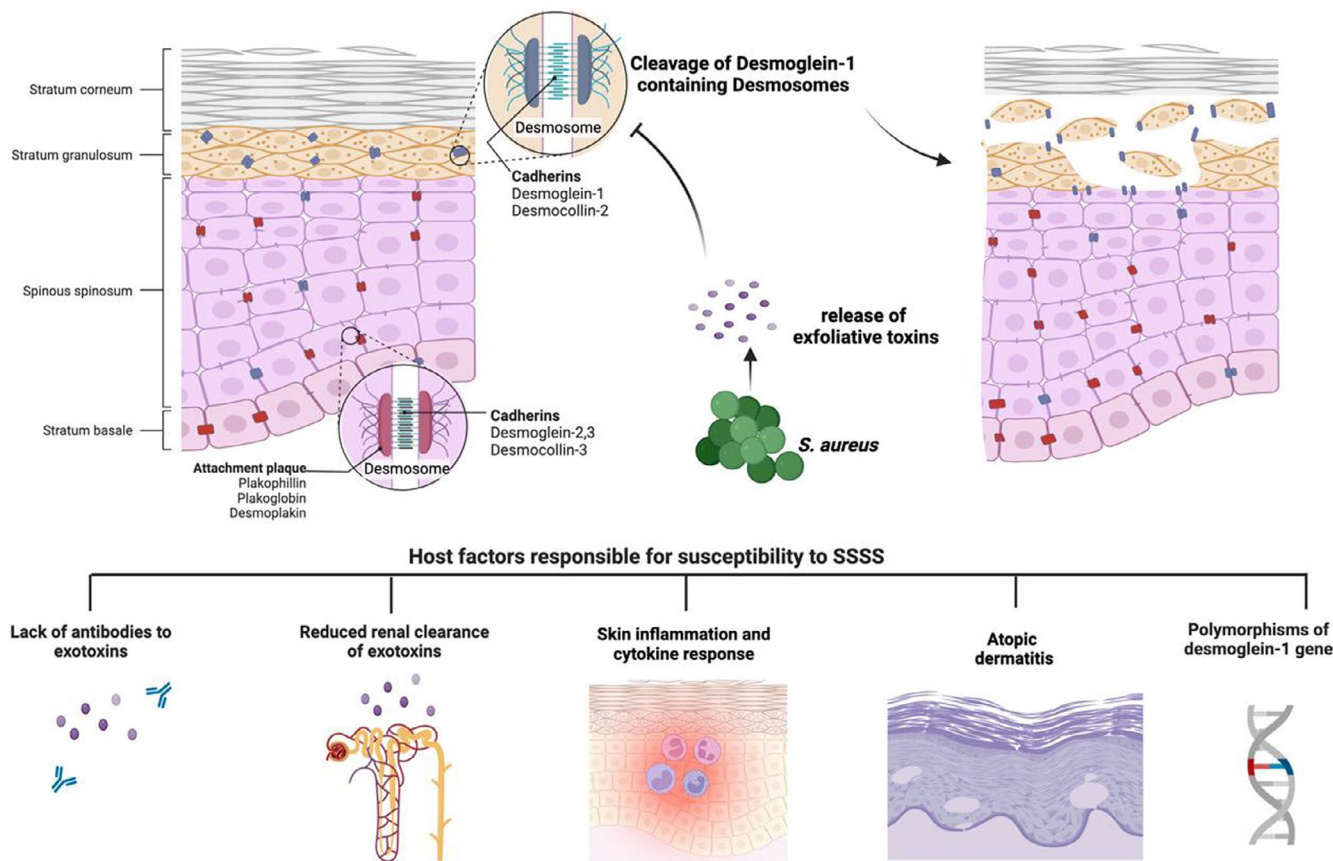 Stratum corneum
Stratum granulosum
Spinous spinosum
Stratum basale
Desmosome
Cadherins
Desmoglein-1
Desmocollin-2
Cleavage of Desmoglein-1
containing Desmosomes
release of
exfoliative toxins
S. aureus
Desmosome
Cadherins
Desmoglein-2,3
Desmocollin-3
Attachment plaque
Plakophillin
Plakoglobin
Desmoplakin
Host factors responsible for susceptibility to SSSS
Lack of antibodies to
exotoxins
Reduced renal clearance
of exotoxins
Skin inflammation and
cytokine response
Atopic
dermatitis
Polymorphisms of
desmoglein-1 gene